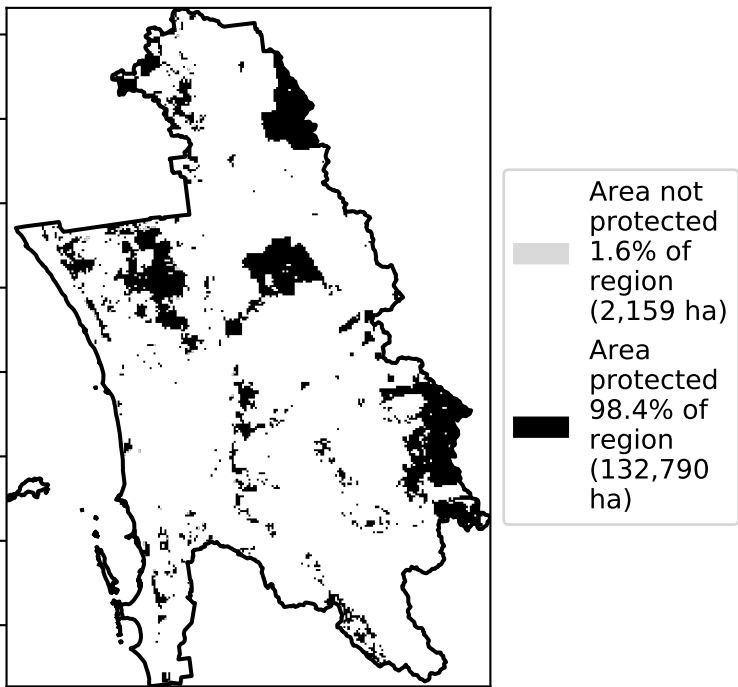 Area not
protected
1.6% of
region
(2,159 ha)
Area
protected
98.4% of
region
(132,790
ha)